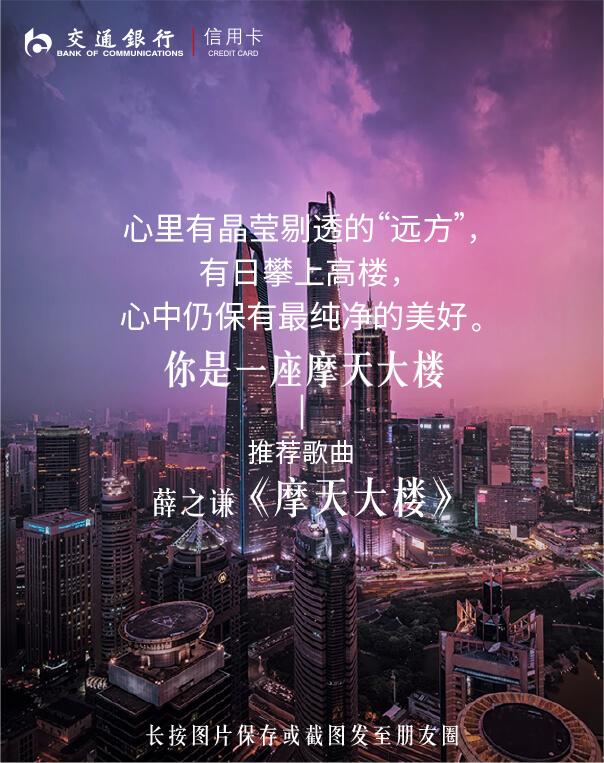 交通銀行 信用卡
BANK OF COMMUNICATIONS CREDIT CARD
心里有晶莹剔透的“远方”，
有日攀上高楼，
心中仍保有最纯净的美好。
你是一座摩天大楼
推荐歌曲
薛之谦《摩天大楼》
长按图片保存或截图发至朋友圈